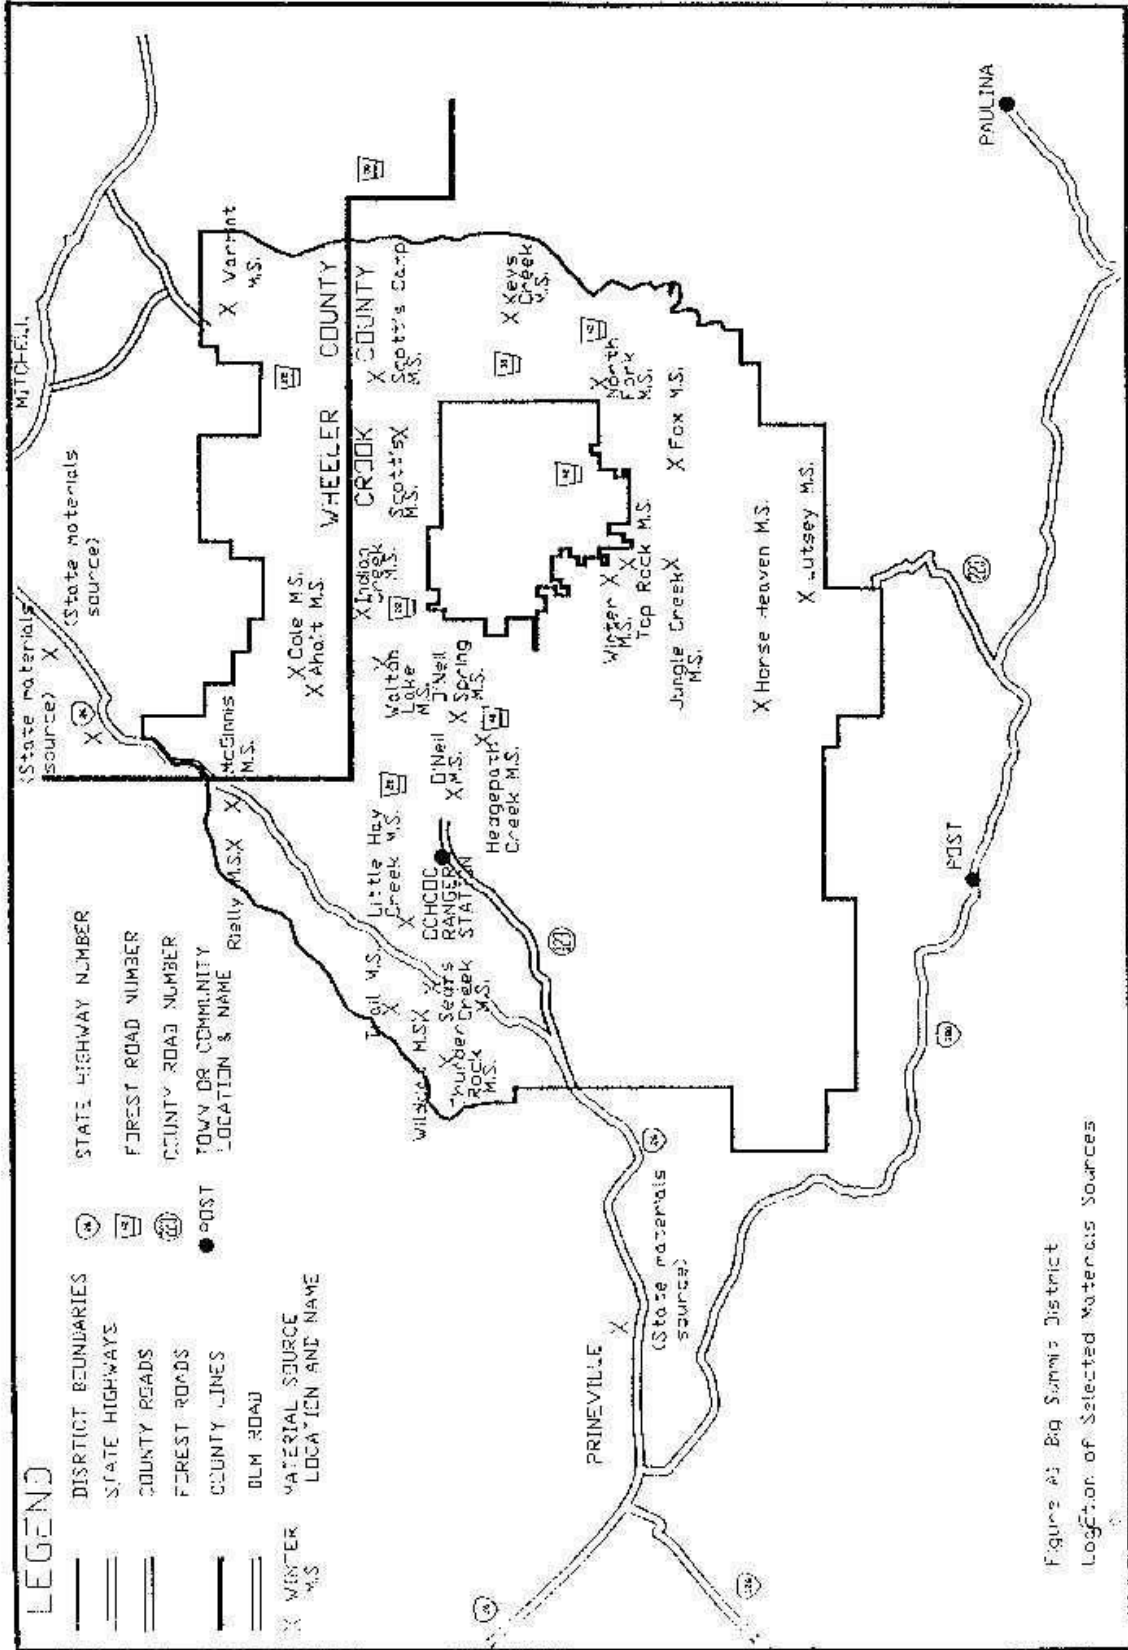 LEGEND
DISRTICT BOUNDARIES
STATE HIGHWAYS
COUNTY ROADS
FOREST ROADS
COUNTY LINES
BLM ROAD
X WINTER M.S.
MATERIAL SOURCE
LOCATION AND NAME
STATE HIGHWAY NUMBER
FOREST ROAD NUMBER
COUNTY ROAD NUMBER
POST
TOWN OR COMMUNITY
LOCATION & NAME
(State materials
source)
(State materials
source)
MITCHELL
X Varmint
M.S.
McGinnis
M.S.
Rielly M.S.X
X Cole M.S.
X Ahalt M.S.
WHEELER COUNTY
CROOK COUNTY
X Indian
Creek
M.S.
Scott's X
M.S.
X
Scott's Camp
M.S.
Walton X
Lake
M.S.
O'Neil
X Spring
M.S.
O'Neil
X M.S.
Hedgepath X
Creek M.S.
Little Hay
Creek M.S.
X
OCHOCO
RANGER
STATION
Trail M.S.
X
Wildcat M.S.X
X
Sears
Creek
M.S.
X
Thunder
Rock
M.S.
X Keys
Creek
M.S.
X
North
Fork
M.S.
X Fox M.S.
Winter X
M.S.
X
Top Rock M.S.
Jungle Creek X
M.S.
X Horse Heaven M.S.
X Lutsey M.S.
PAULINA
POST
PRINEVILLE
X
(State materials
source)
Figure A1 Big Summit District
Location of Selected Materials Sources